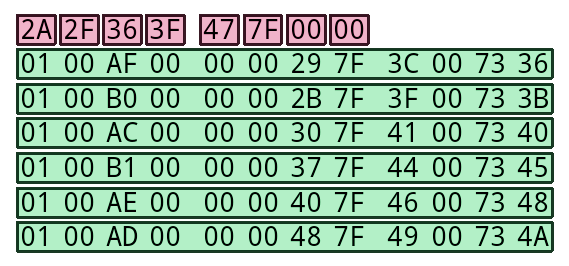 2A 2F 36 3F 47 7F 00 00
01 00 AF 00 00 00 29 7F 3C 00 73 36
01 00 B0 00 00 00 2B 7F 3F 00 73 3B
01 00 AC 00 00 00 30 7F 41 00 73 40
01 00 B1 00 00 00 37 7F 44 00 73 45
01 00 AE 00 00 00 40 7F 46 00 73 48
01 00 AD 00 00 00 48 7F 49 00 73 4A